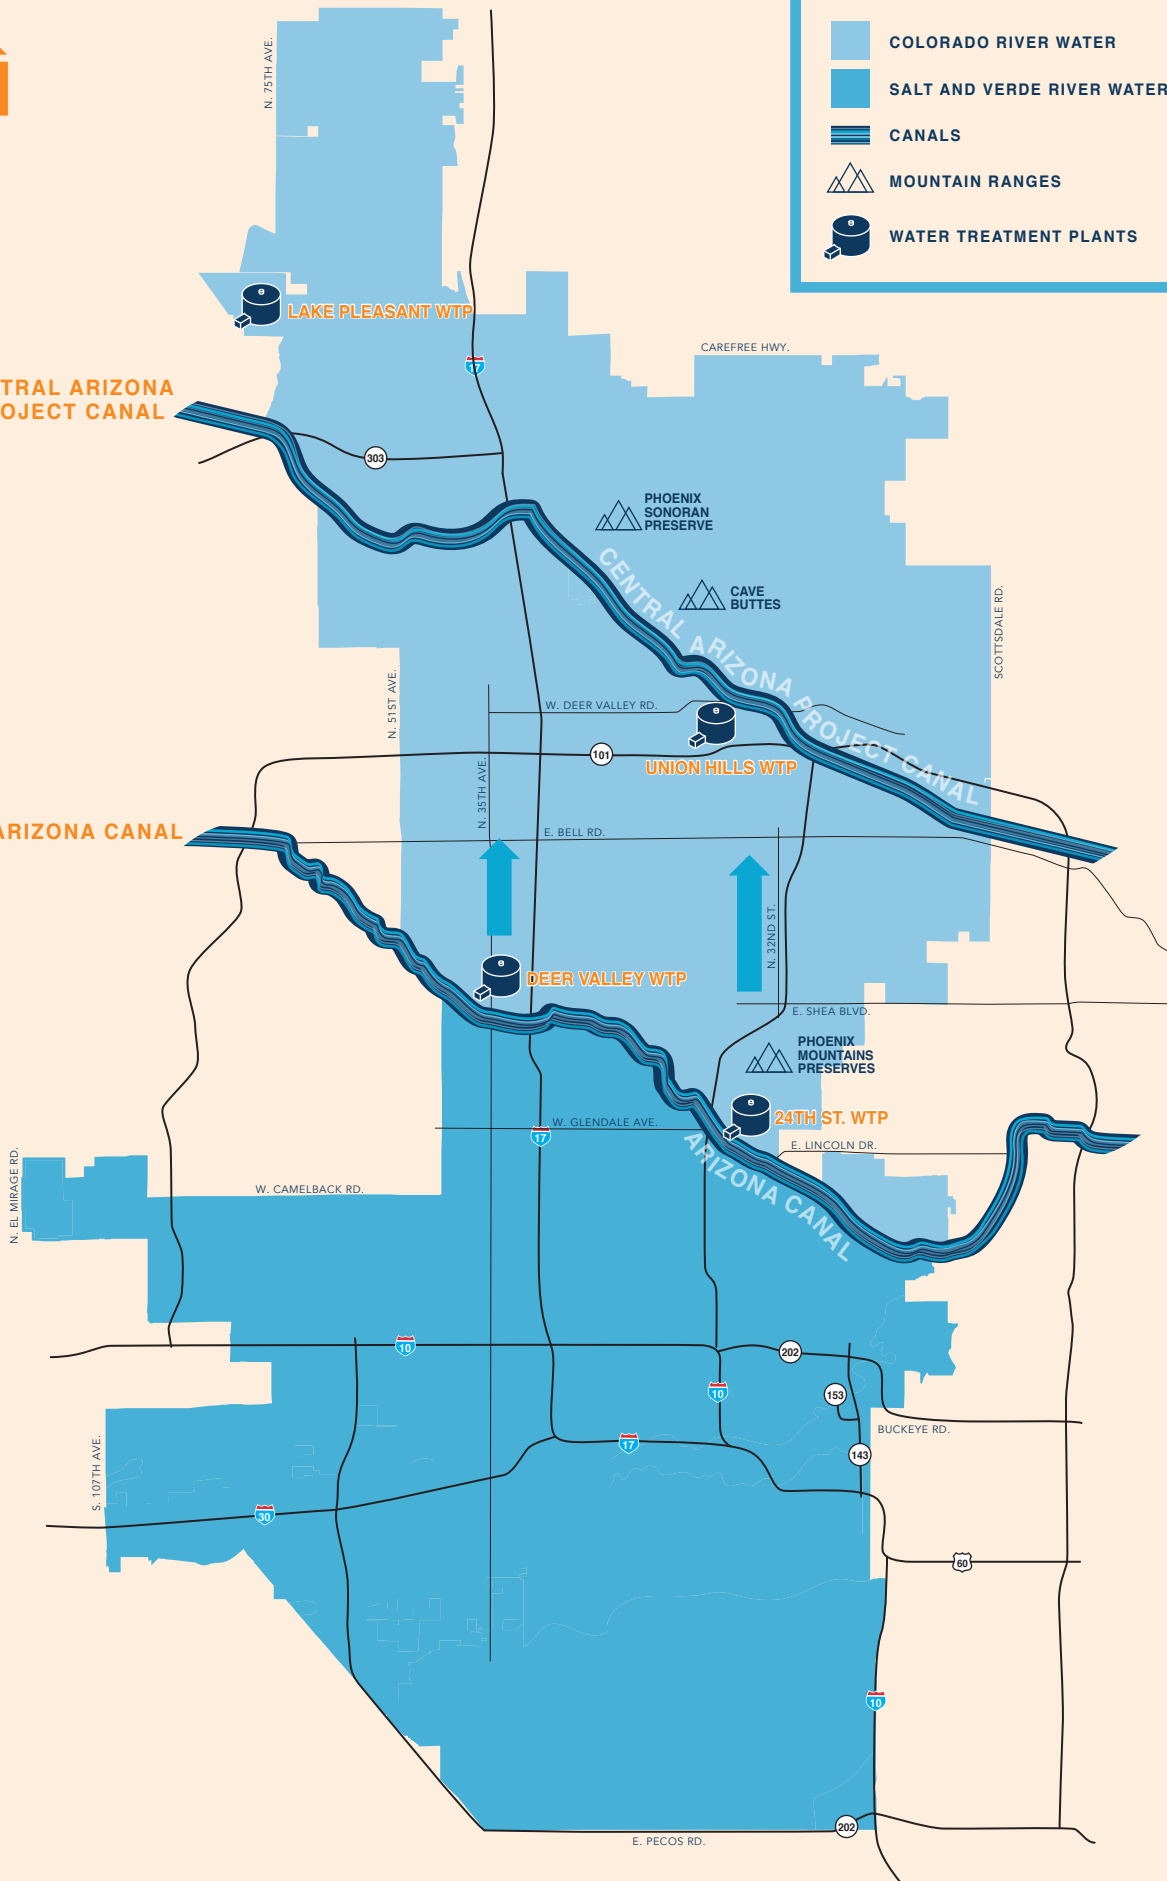 COLORADO RIVER WATER
SALT AND VERDE RIVER WATER
CANALS
MOUNTAIN RANGES
WATER TREATMENT PLANTS
N. 75TH AVE.
LAKE PLEASANT WTP
CAREFREE HWY.
17
TRAL ARIZONA
OJECT CANAL
303
PHOENIX
SONORAN
PRESERVE
CAVE
BUTTES
CENTRAL ARIZONA PROJECT CANAL
SCOTTSDALE RD.
N. 51ST AVE.
W. DEER VALLEY RD.
101
UNION HILLS WTP
N. 35TH AVE.
ARIZONA CANAL
E. BELL RD.
N. 32ND ST.
DEER VALLEY WTP
E. SHEA BLVD.
PHOENIX
MOUNTAINS
PRESERVES
24TH ST. WTP
W. GLENDALE AVE.
17
E. LINCOLN DR.
ARIZONA CANAL
N. EL MIRAGE RD.
W. CAMELBACK RD.
10
202
10
153
BUCKEYE RD.
17
143
S. 107TH AVE.
30
60
10
202
E. PECOS RD.